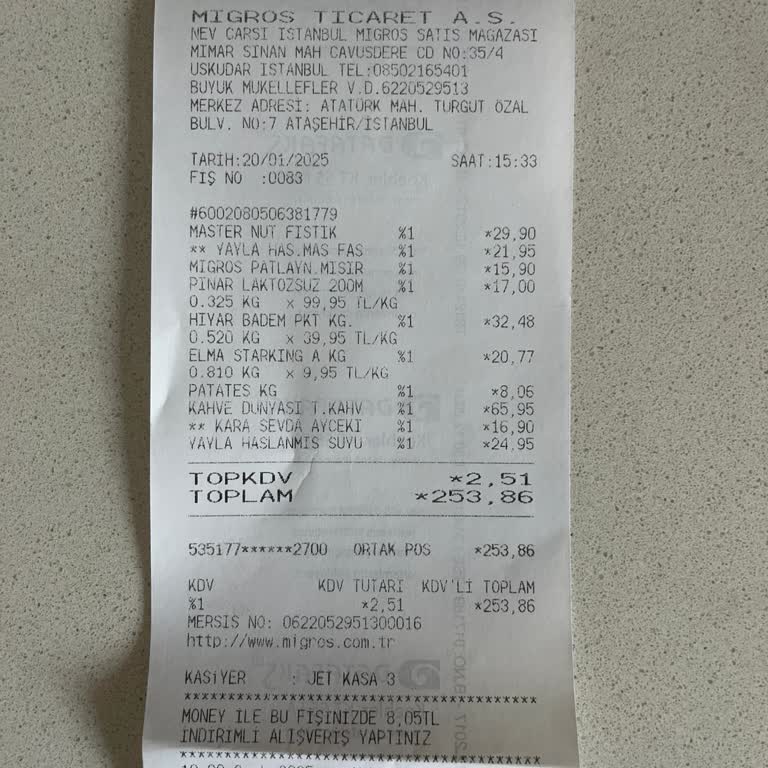 MİGROS TİCARET A.S.
NEV CARSI ISTANBUL MIGROS SATIS MAGAZASI
MIMAR SINAN MAH CAVUSDERE CD NO:35/4
USKUDAR ISTANBUL TEL:08502165401
BUYUK MUKELLEFLER V.D.6220529513
MERKEZ ADRESİ: ATATÜRK MAH. TURGUT ÖZAL
BULV. NO:7 ATAŞEHİR/İSTANBUL
TARİH:20/01/2025 SAAT:15:33
FİŞ NO :0083
#6002080506381779
MASTER NUT FISTIK %1 *29,90
** YAYLA HAS.MAS FAS %1 *21,95
MIGROS PATLAYN.MISIR %1 *15,90
PINAR LAKTOZSUZ 200M %1 *17,00
0.325 KG x 99,95 TL/KG
HIYAR BADEM PKT KG. %1 *32,48
0.520 KG x 39,95 TL/KG
ELMA STARKING A KG %1 *20,77
0.810 KG x 9,95 TL/KG
PATATES KG %1 *8,06
KAHVE DUNYASI T.KAHV %1 *65,95
** KARA SEVDA AYCEKI %1 *16,90
YAYLA HASLANMIS SUYU %1 *24,95
TOPKDV *2,51
TOPLAM *253,86
535177******2700 ORTAK POS *253,86
KDV KDV TUTARI KDV'Lİ TOPLAM
%1 *2,51 *253,86
MERSIS NO: 0622052951300016
http://www.migros.com.tr
KASİYER : JET KASA 3
****************************************
MONEY İLE BU FİŞİNİZDE 8,05TL
İNDİRİMLİ ALIŞVERİŞ YAPTINIZ
****************************************